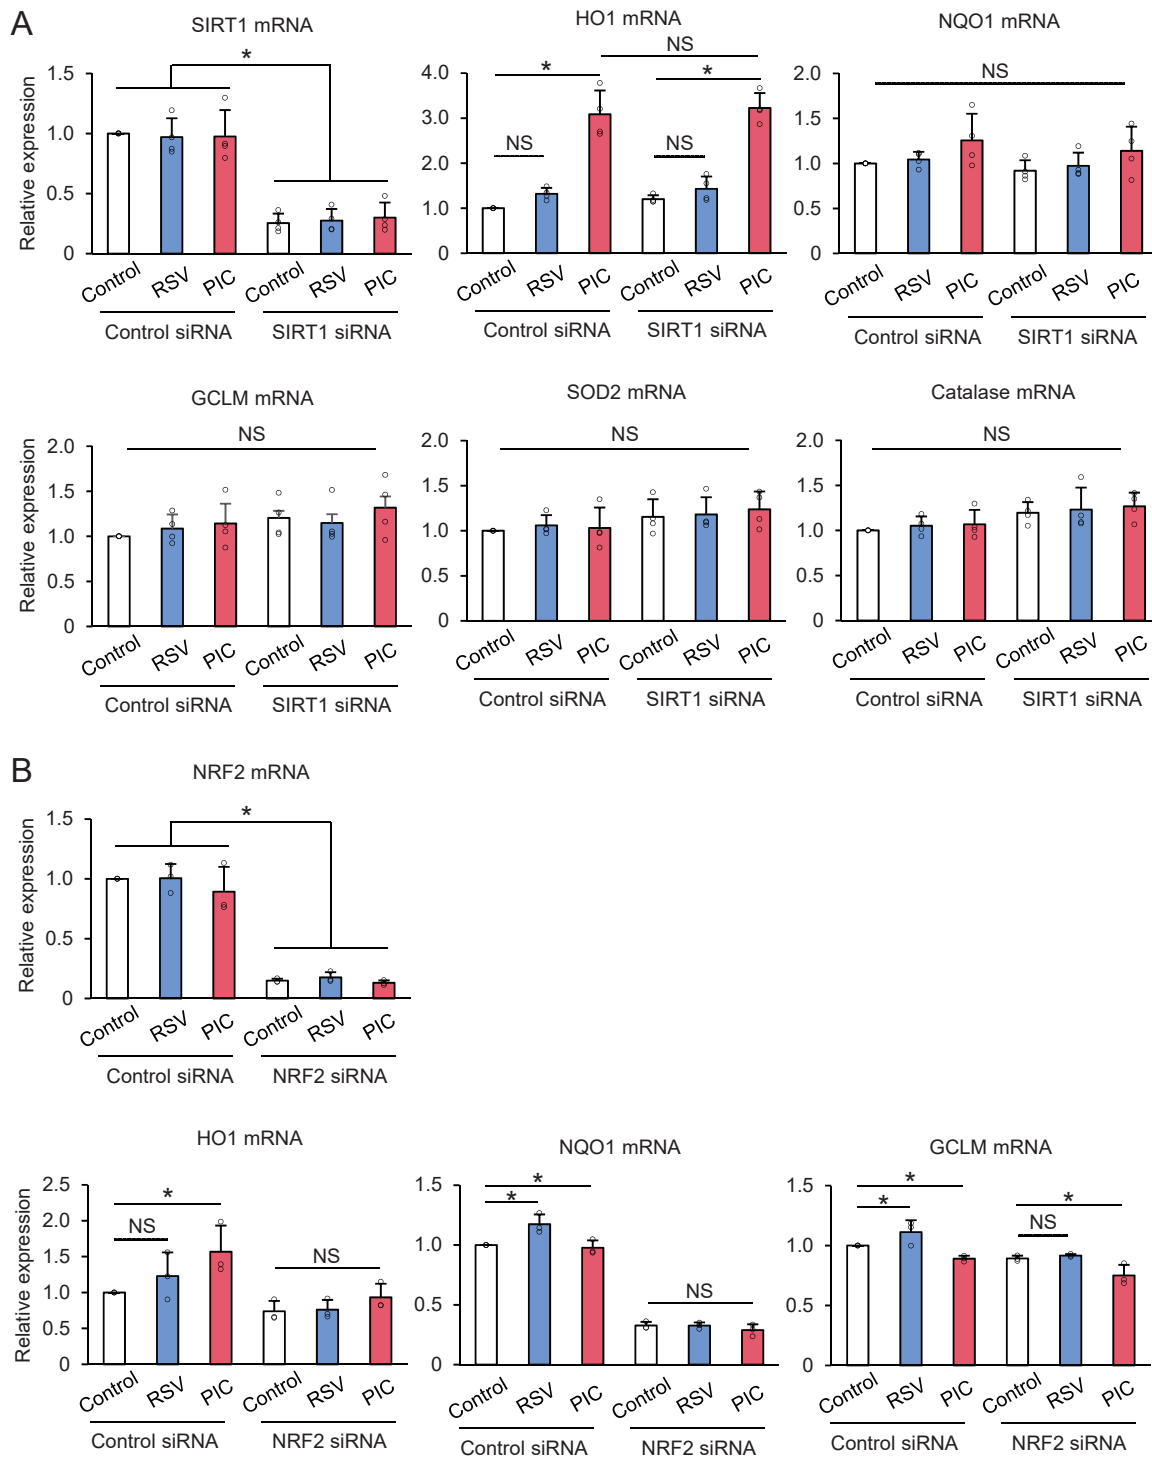 A
SIRT1 mRNA
HO1 mRNA
NQO1 mRNA
Relative expression
1.5
1.0
0.5
0
*
Control
RSV
PIC
Control
RSV
PIC
Control siRNA
SIRT1 siRNA
4.0
3.0
2.0
1.0
0
NS
*
*
NS
NS
Control
RSV
PIC
Control
RSV
PIC
Control siRNA
SIRT1 siRNA
2.0
1.5
1.0
0.5
0
NS
Control
RSV
PIC
Control
RSV
PIC
Control siRNA
SIRT1 siRNA
GCLM mRNA
SOD2 mRNA
Catalase mRNA
Relative expression
2.0
1.5
1.0
0.5
0
NS
Control
RSV
PIC
Control
RSV
PIC
Control siRNA
SIRT1 siRNA
2.0
1.5
1.0
0.5
0
NS
Control
RSV
PIC
Control
RSV
PIC
Control siRNA
SIRT1 siRNA
2.0
1.5
1.0
0.5
0
NS
Control
RSV
PIC
Control
RSV
PIC
Control siRNA
SIRT1 siRNA
B
NRF2 mRNA
Relative expression
1.5
1.0
0.5
0
*
Control
RSV
PIC
Control
RSV
PIC
Control siRNA
NRF2 siRNA
HO1 mRNA
NQO1 mRNA
GCLM mRNA
Relative expression
2.5
2.0
1.5
1.0
0.5
0
*
NS
NS
Control
RSV
PIC
Control
RSV
PIC
Control siRNA
NRF2 siRNA
1.5
1.0
0.5
0
*
*
NS
Control
RSV
PIC
Control
RSV
PIC
Control siRNA
NRF2 siRNA
1.5
1.0
0.5
0
*
*
*
NS
Control
RSV
PIC
Control
RSV
PIC
Control siRNA
NRF2 siRNA